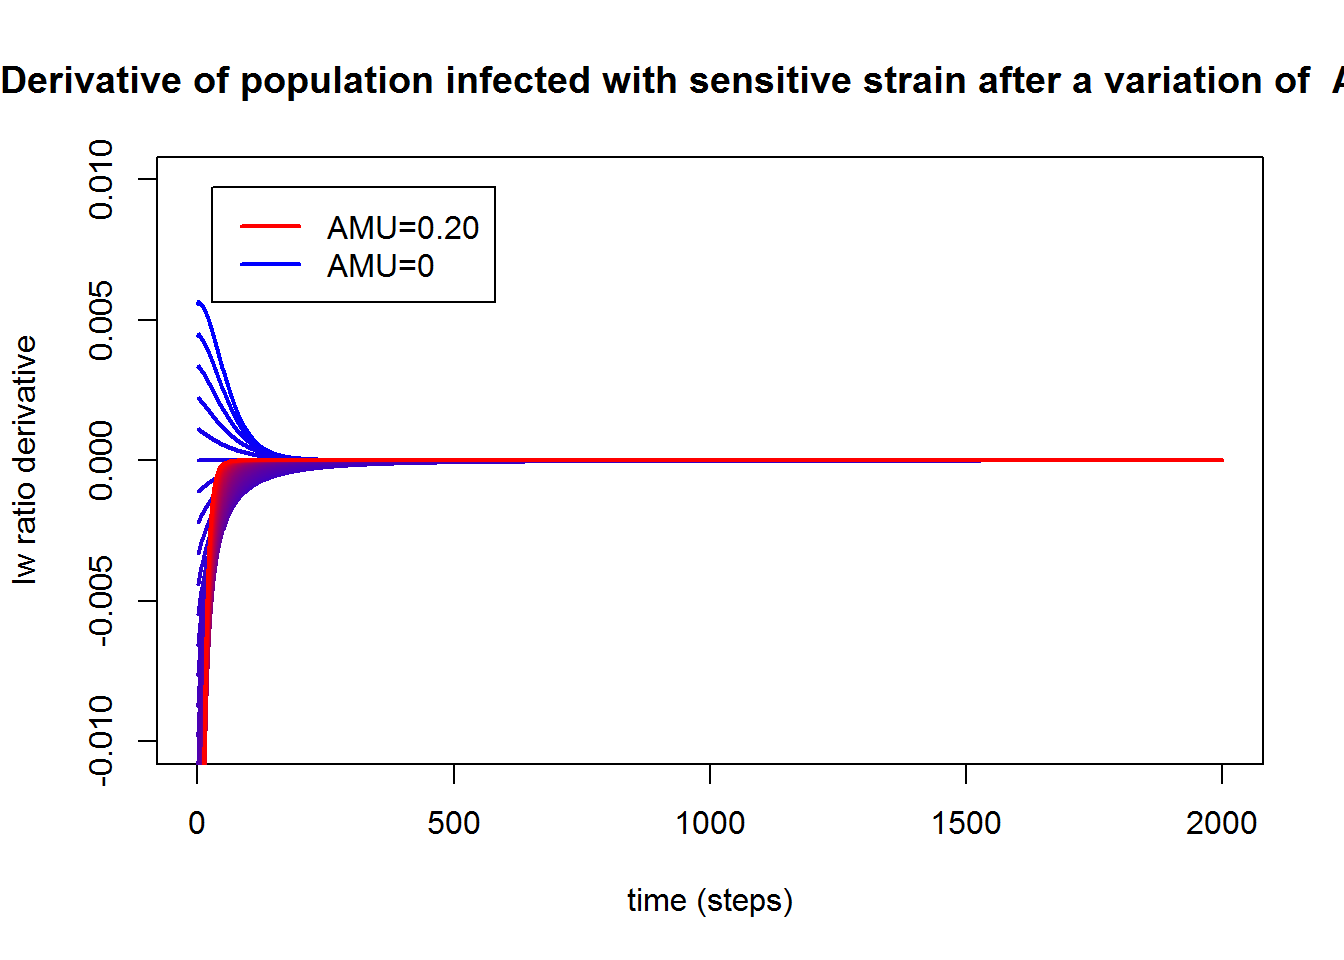 Derivative of population infected with sensitive strain after a variation of
0.010
0.005
0.000
-0.005
-0.010
Iw ratio derivative
AMU=0.20
AMU=0
0
500
1000
1500
2000
time (steps)